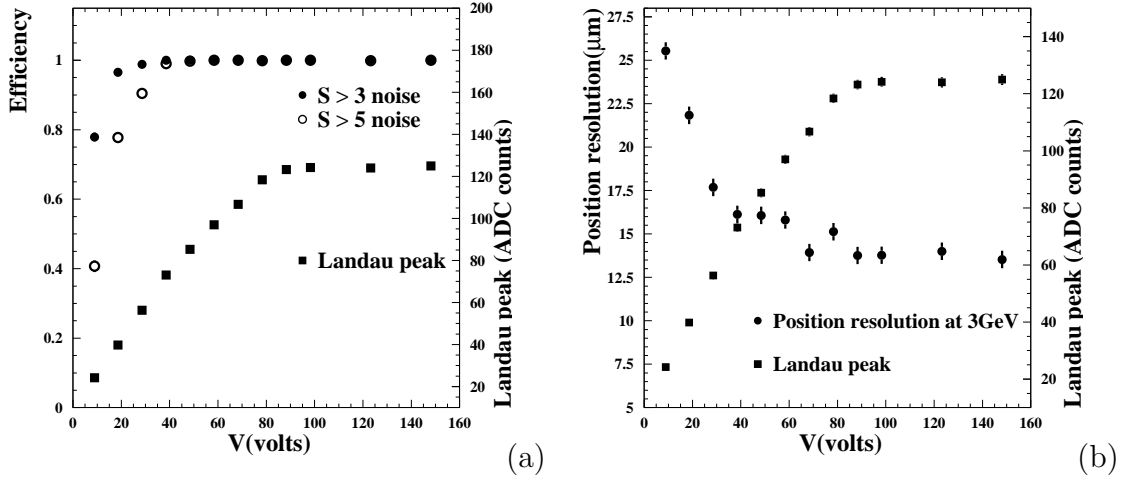 Efficiency
1
0.8
0.6
0.4
0.2
0
S > 3 noise
S > 5 noise
Landau peak
200
180
160
140
120
100
80
60
40
20
Landau peak (ADC counts)
0 20 40 60 80 100 120 140 160
V(volts)
(a)
Position resolution(μm)
27.5
25
22.5
20
17.5
15
12.5
10
7.5
5
Position resolution at 3GeV
Landau peak
140
120
100
80
60
40
20
Landau peak (ADC counts)
0 20 40 60 80 100 120 140 160
V(volts)
(b)